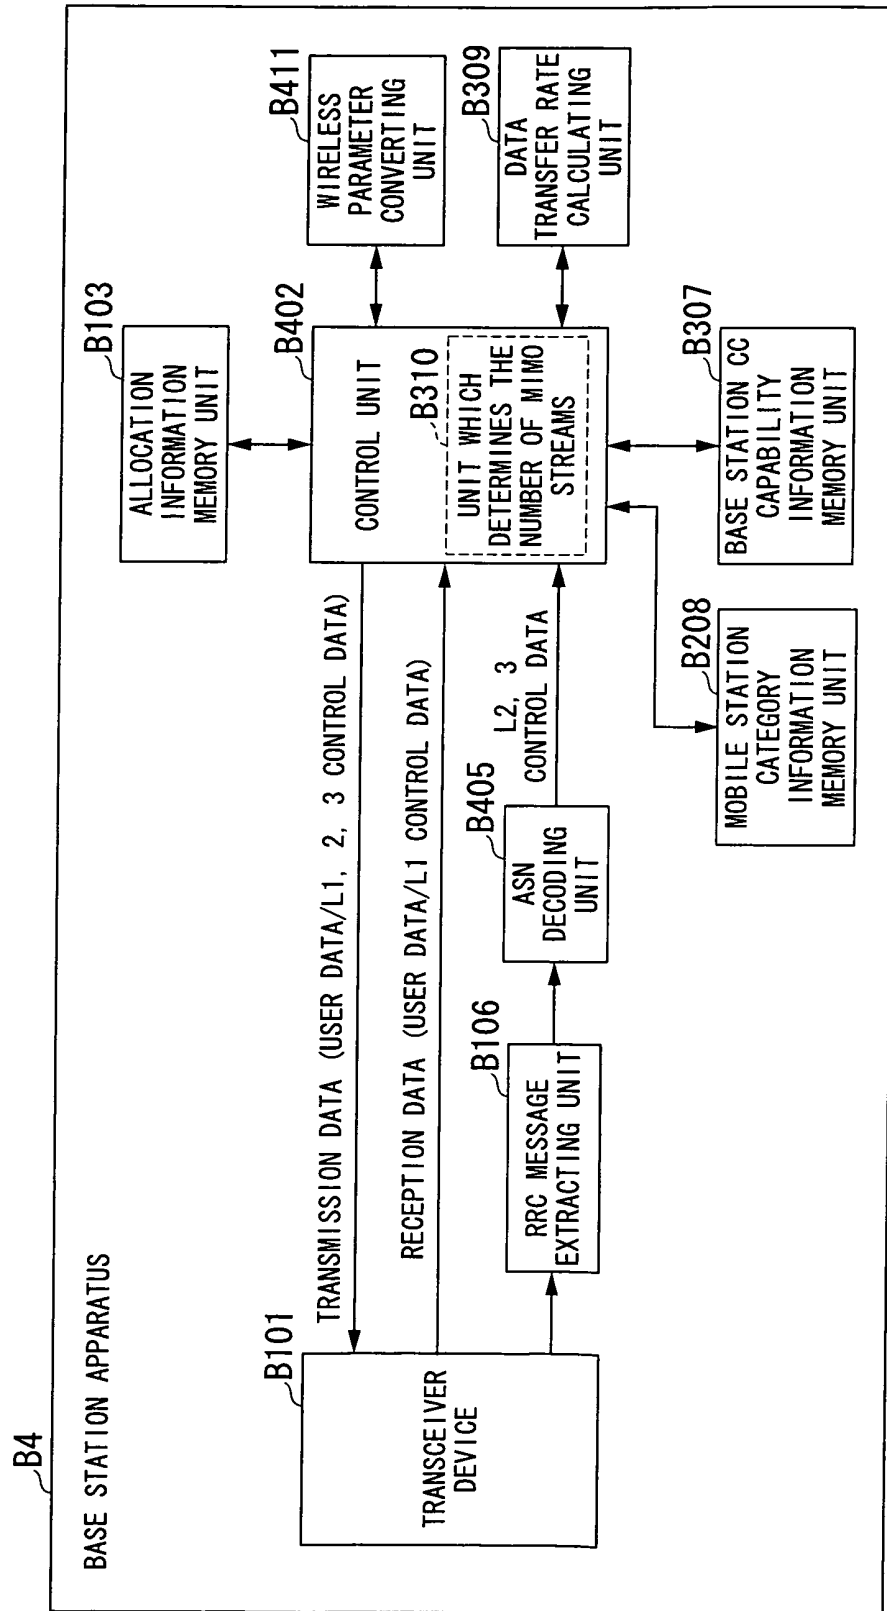 B4
BASE STATION APPARATUS
B101
TRANSCEIVER
DEVICE
TRANSMISSION DATA (USER DATA/L1, 2, 3 CONTROL DATA)
RECEPTION DATA (USER DATA/L1 CONTROL DATA)
B106
RRC MESSAGE
EXTRACTING UNIT
B405
ASN
DECODING
UNIT
L2, 3
CONTROL DATA
B103
ALLOCATION
INFORMATION
MEMORY UNIT
B402
CONTROL UNIT
B310
UNIT WHICH
DETERMINES THE
NUMBER OF MIMO
STREAMS
B411
WIRELESS
PARAMETER
CONVERTING
UNIT
B309
DATA
TRANSFER RATE
CALCULATING
UNIT
B208
MOBILE STATION
CATEGORY
INFORMATION
MEMORY UNIT
B307
BASE STATION CC
CAPABILITY
INFORMATION
MEMORY UNIT